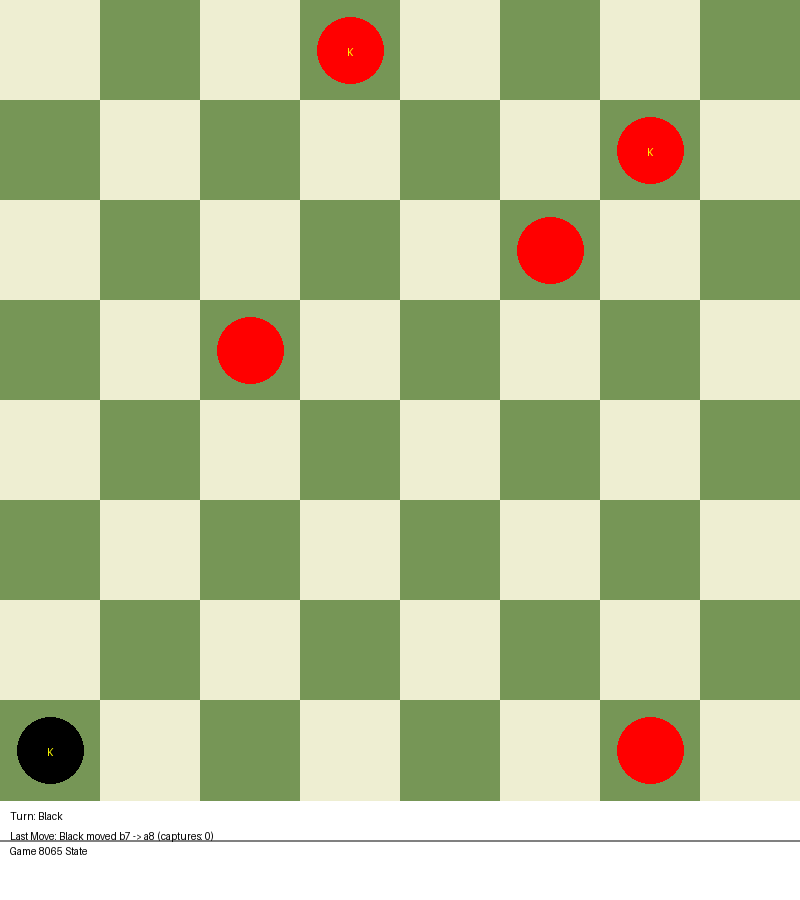 K
K
K
Turn: Black
Last Move: Black moved b7 -> a8 (captures: 0)
Game 8065 State